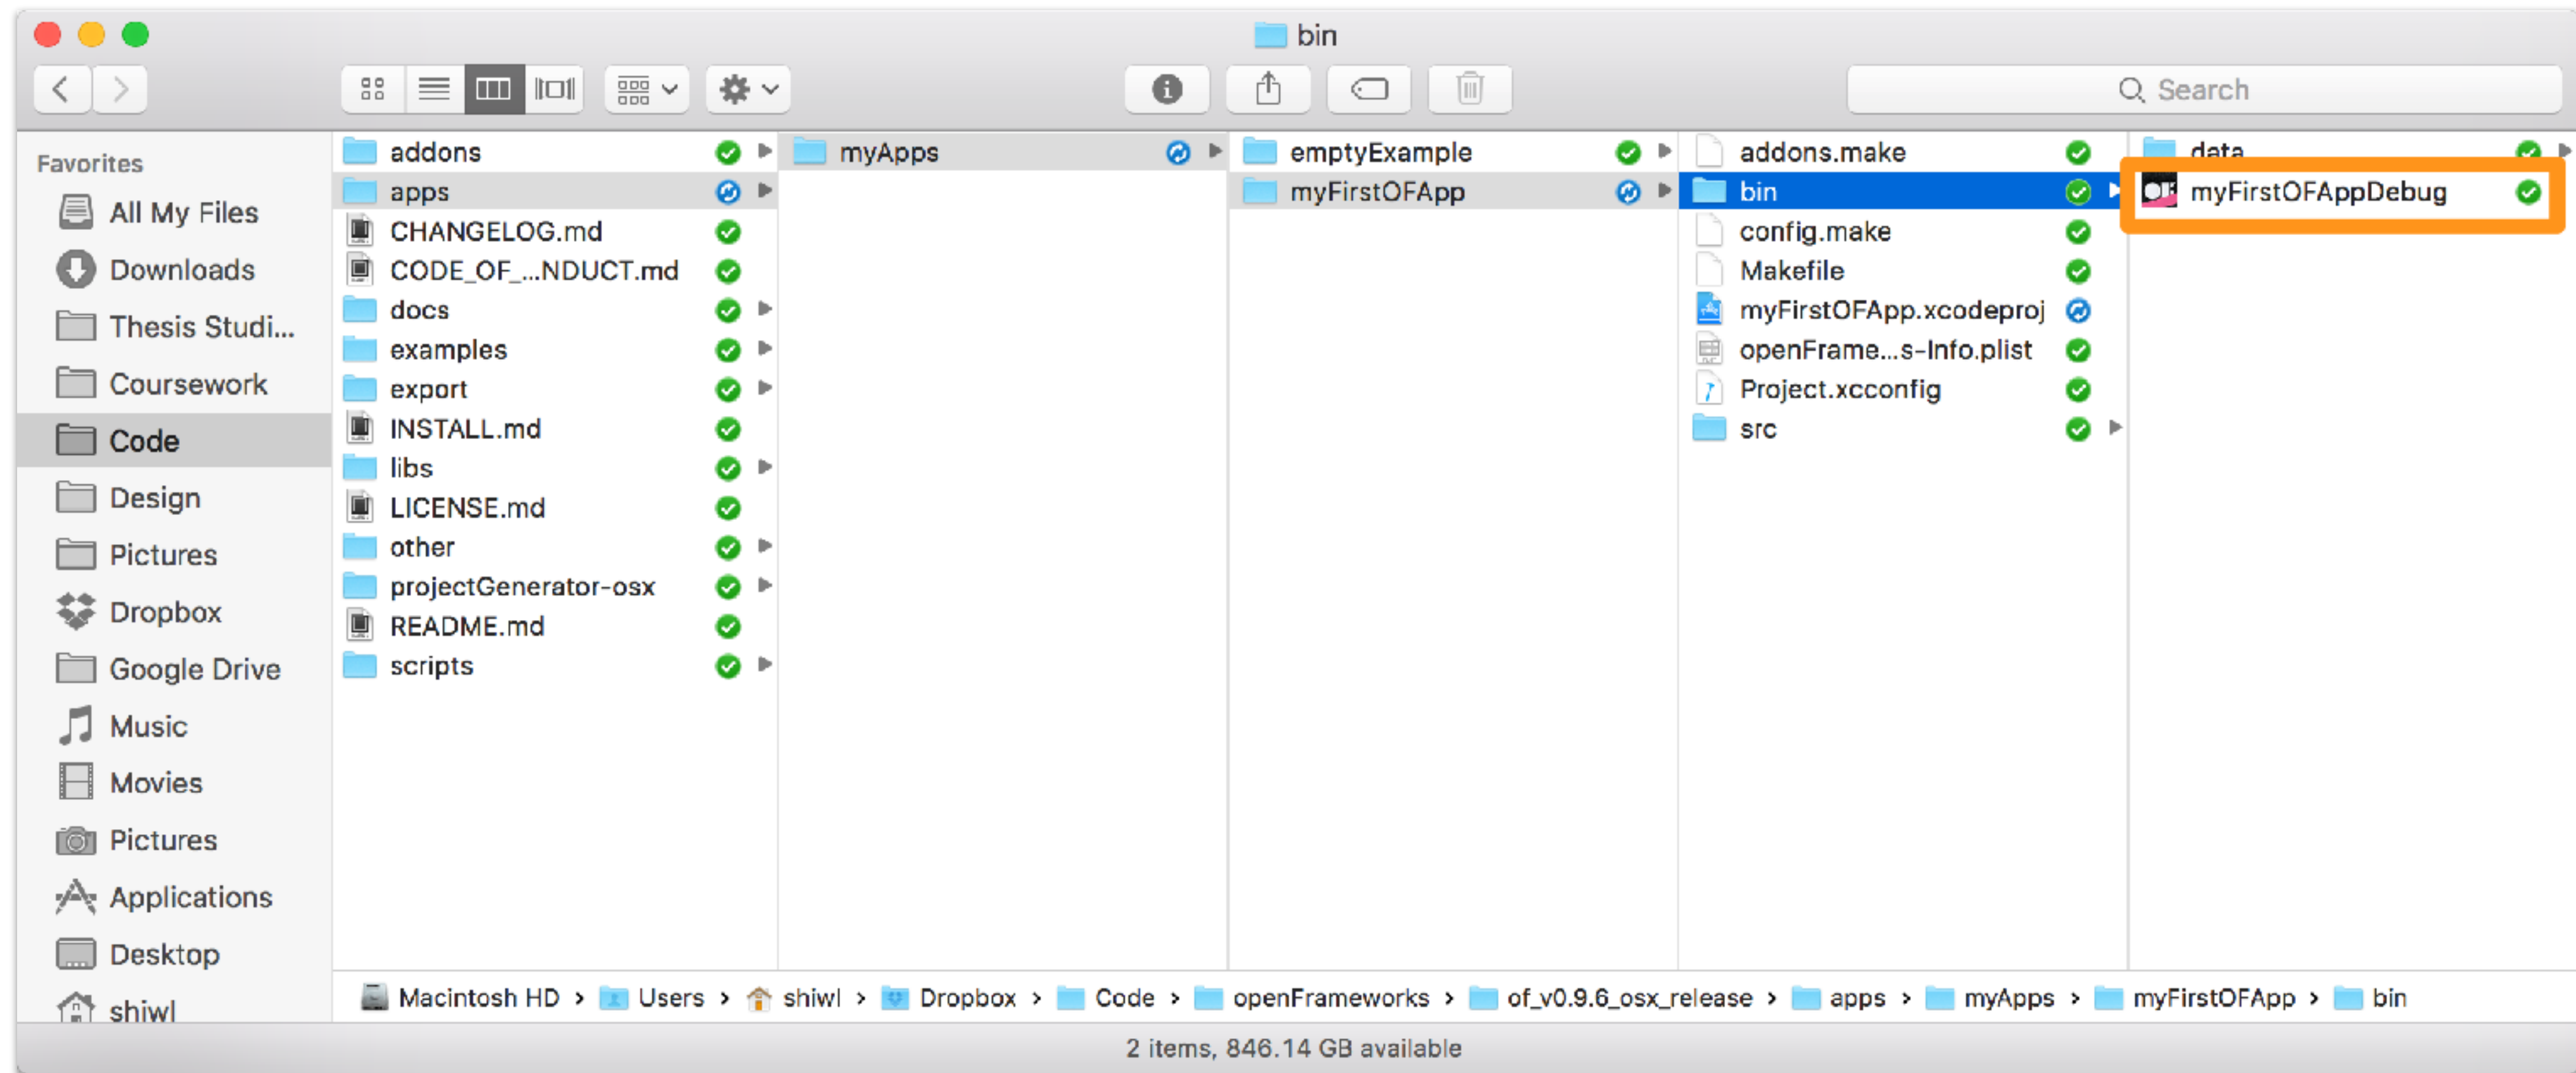 bin
Search
Favorites
All My Files
Downloads
Thesis Studi...
Coursework
Code
Design
Pictures
Dropbox
Google Drive
Music
Movies
Pictures
Applications
Desktop
shiwl
addons
apps
CHANGELOG.md
CODE_OF_...NDUCT.md
docs
examples
export
INSTALL.md
libs
LICENSE.md
other
projectGenerator-osx
README.md
scripts
myApps
emptyExample
myFirstOFApp
addons.make
bin
config.make
Makefile
myFirstOFApp.xcodeproj
openFrame...s-Info.plist
Project.xcconfig
src
data
OF myFirstOFAppDebug
Macintosh HD › Users › shiwl › Dropbox › Code › openFrameworks › of_v0.9.6_osx_release › apps › myApps › myFirstOFApp › bin
2 items, 846.14 GB available